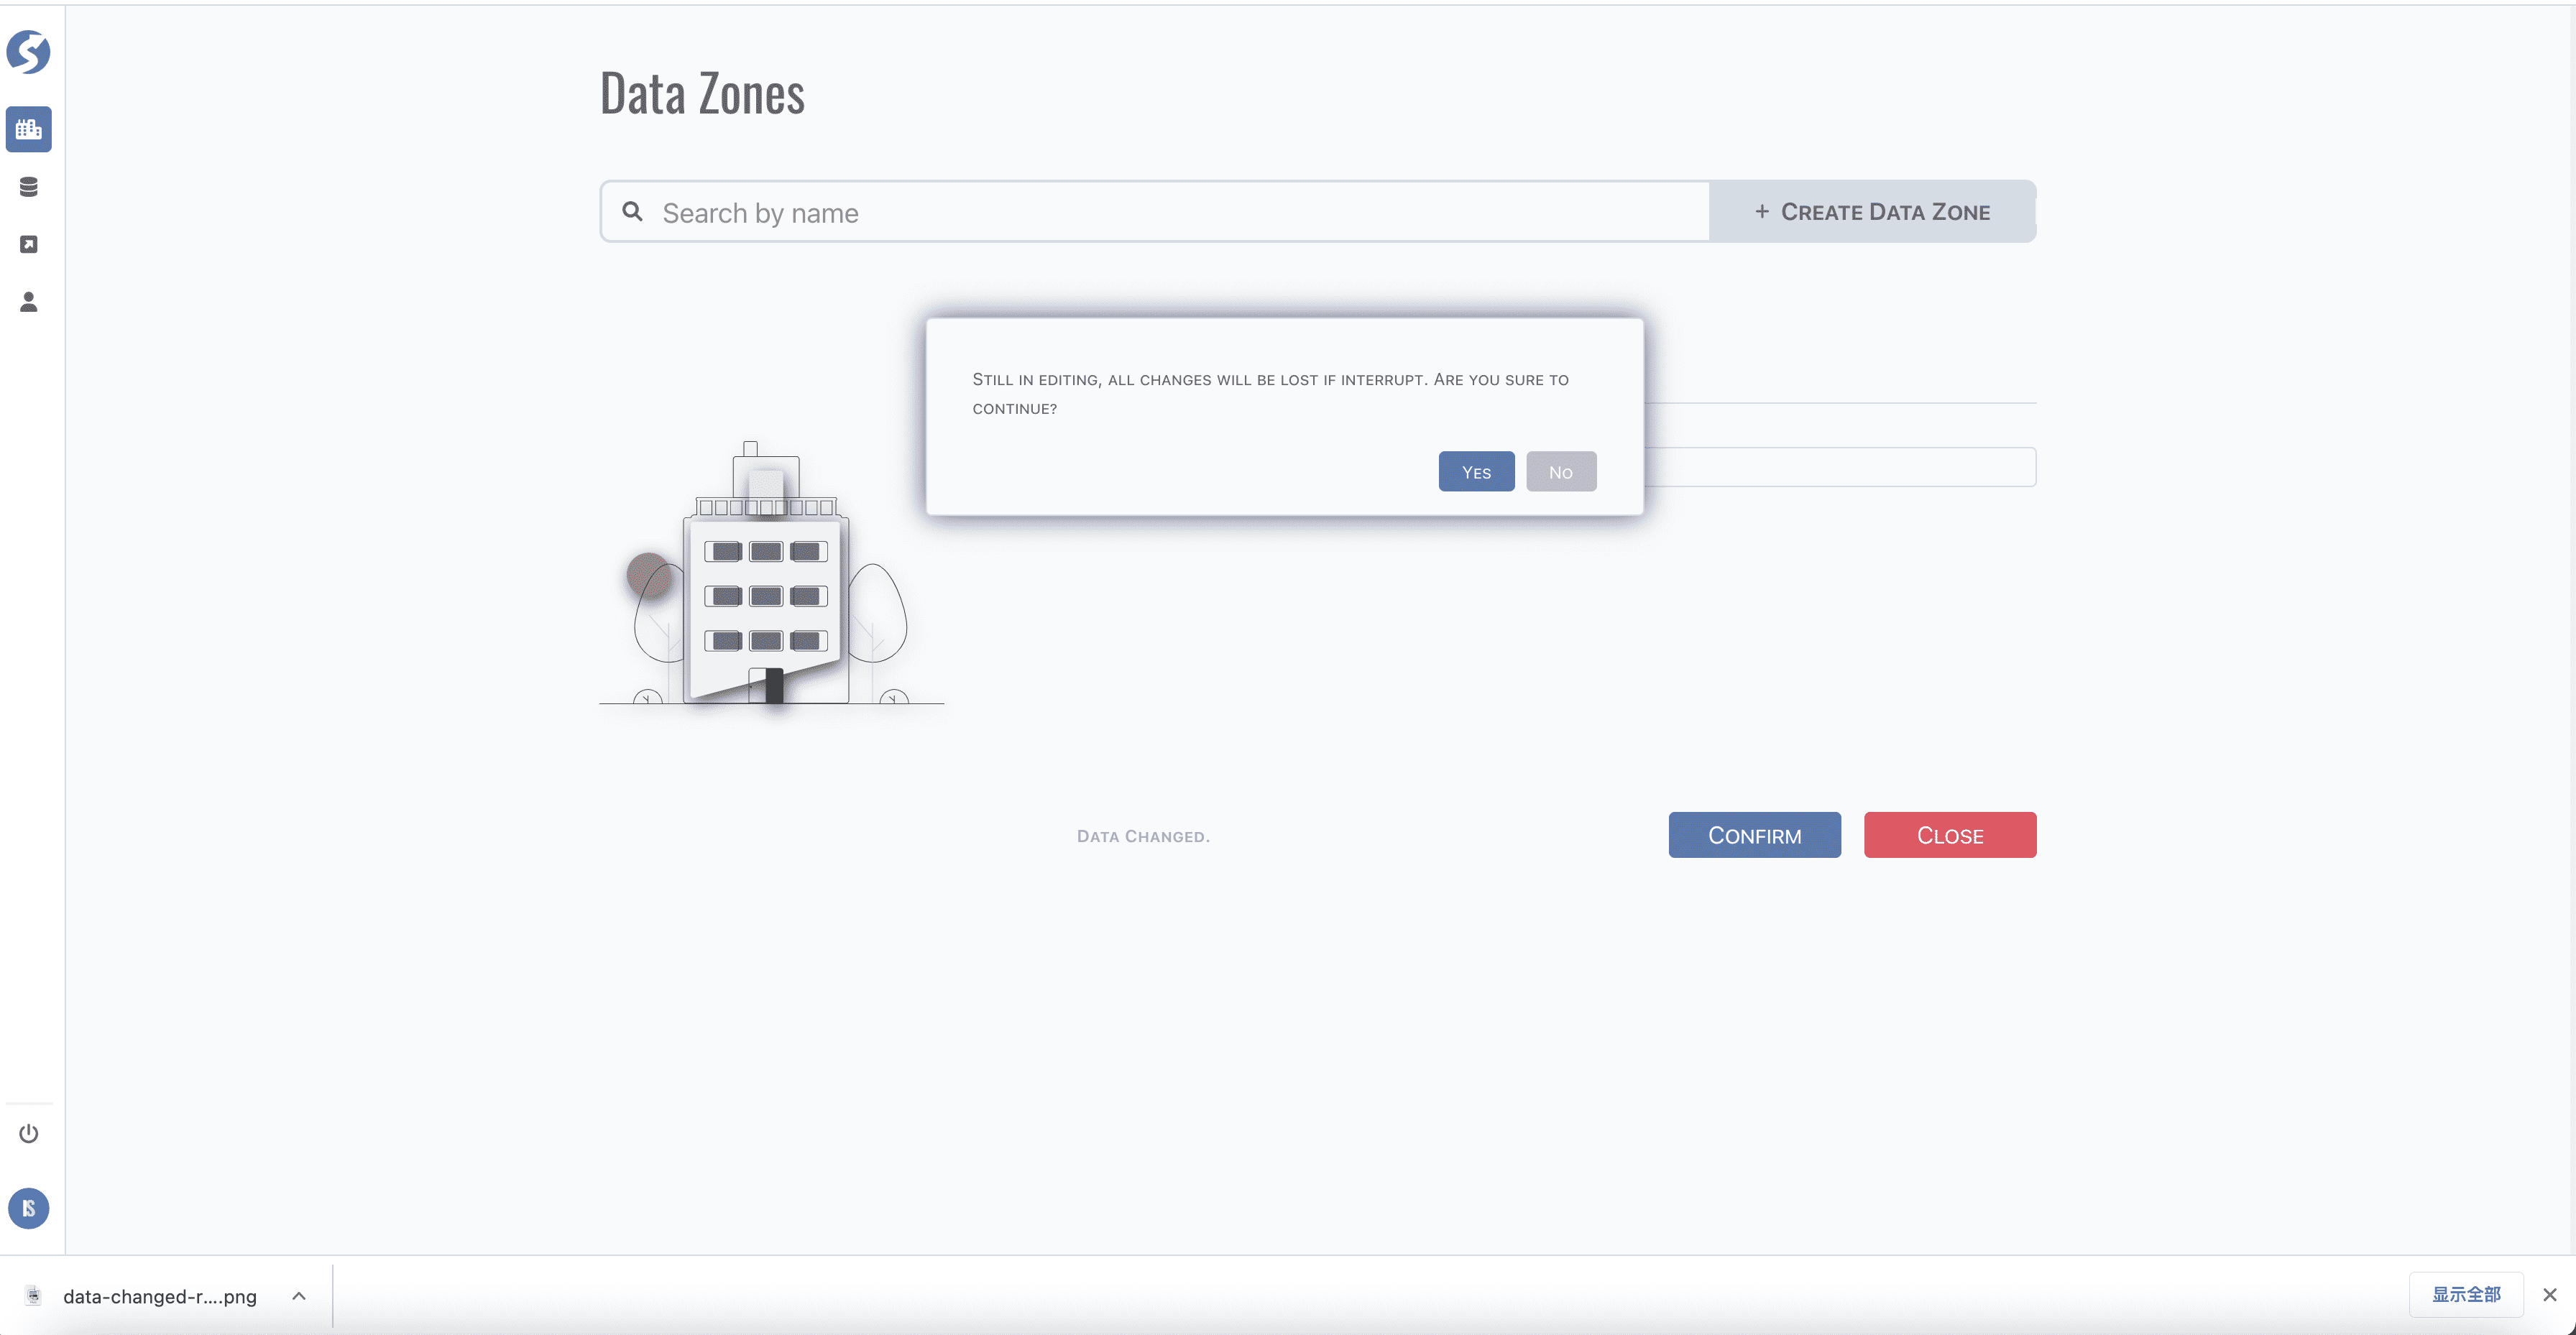 Data Zones
Search by name
+ Create Data Zone
Still in editing, all changes will be lost if interrupt. Are you sure to
continue?
Yes No
Data Changed.
Confirm
Close
data-changed-r....png
显示全部